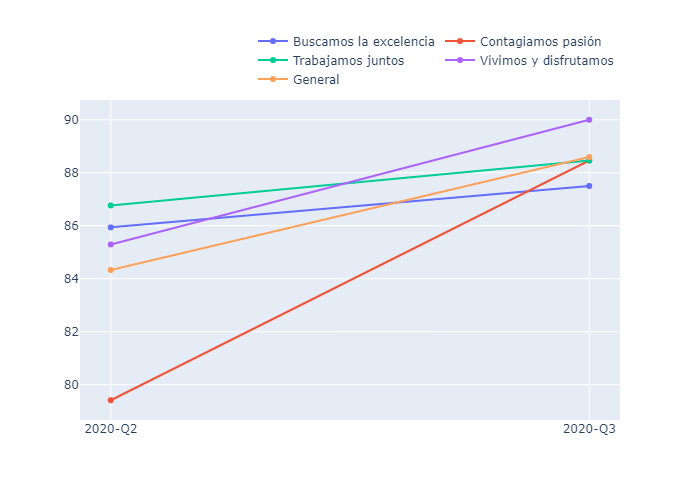 Buscamos la excelencia Contagiamos pasión
Trabajamos juntos Vivimos y disfrutamos
General
90
88
86
84
82
80
2020-Q2 2020-Q3